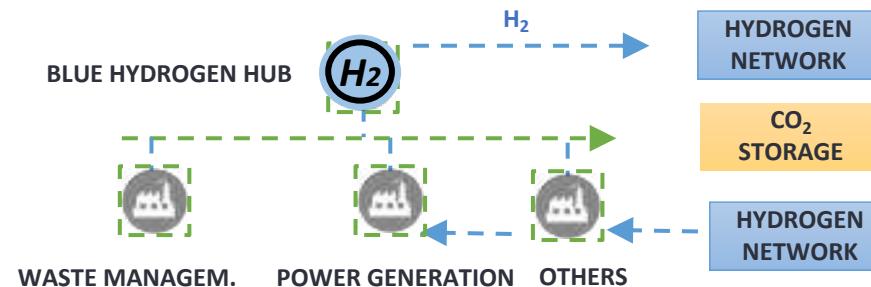 H2
HYDROGEN
NETWORK
BLUE HYDROGEN HUB
H2
CO2
STORAGE
HYDROGEN
NETWORK
WASTE MANAGEM.
POWER GENERATION
OTHERS